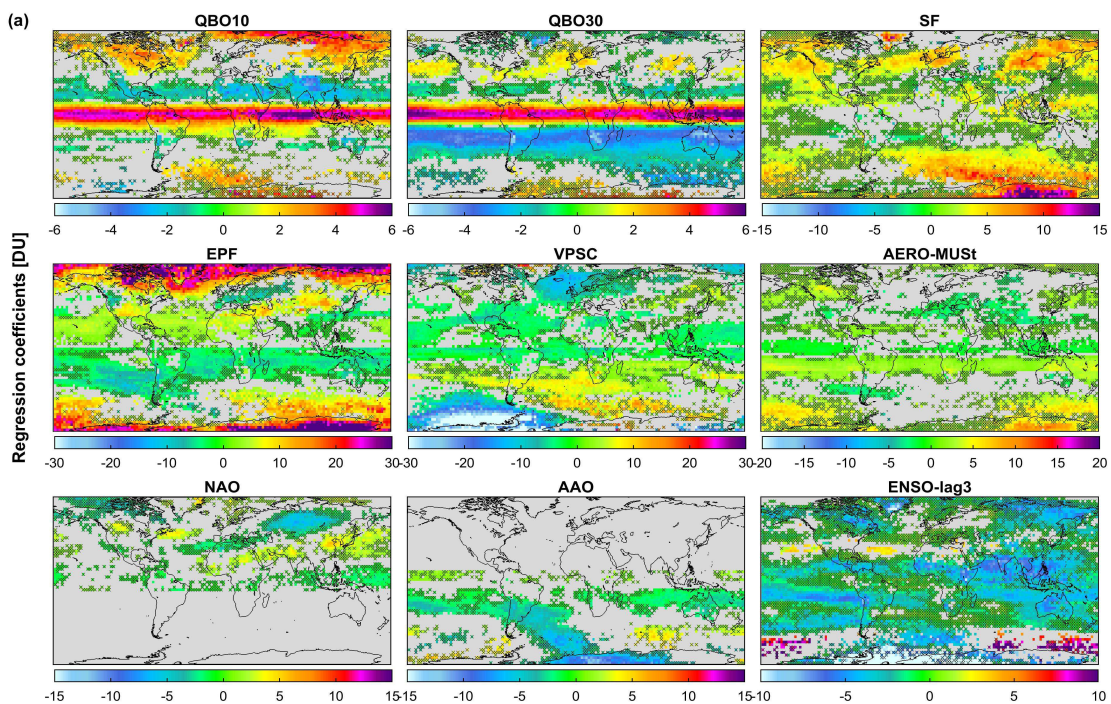 (a)
QBO10 QBO30 SF
-6 -4 -2 0 2 4 6 -6 -4 -2 0 2 4 6 -15 -10 -5 0 5 10 15
Regression coefficients [DU]
EPF VPSC AERO-MUSt
-30 -20 -10 0 10 20 30 -30 -20 -10 0 10 20 30 -20 -15 -10 -5 0 5 10 15 20
NAO AAO ENSO-lag3
-15 -10 -5 0 5 10 15 -15 -10 -5 0 5 10 15 -10 -5 0 5 10